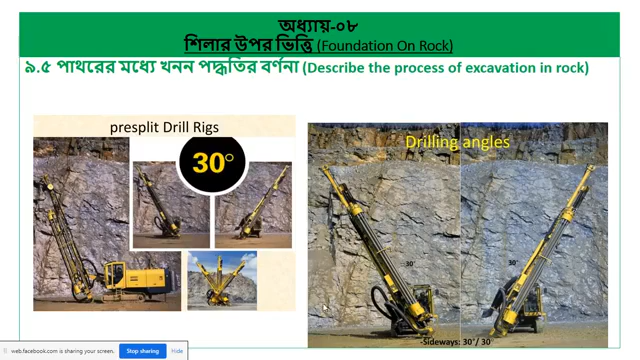 অধ্যায়-০৮
শিলার উপর ভিত্তি (Foundation On Rock)
৯.৫ পাথরের মধ্যে খনন পদ্ধতির বর্ণনা (Describe the process of excavation in rock)
presplit Drill Rigs
30°
Drilling angles
30°
30°
-Sideways: 30°/ 30
web.facebook.com is sharing your screen.
Stop sharing
Hide